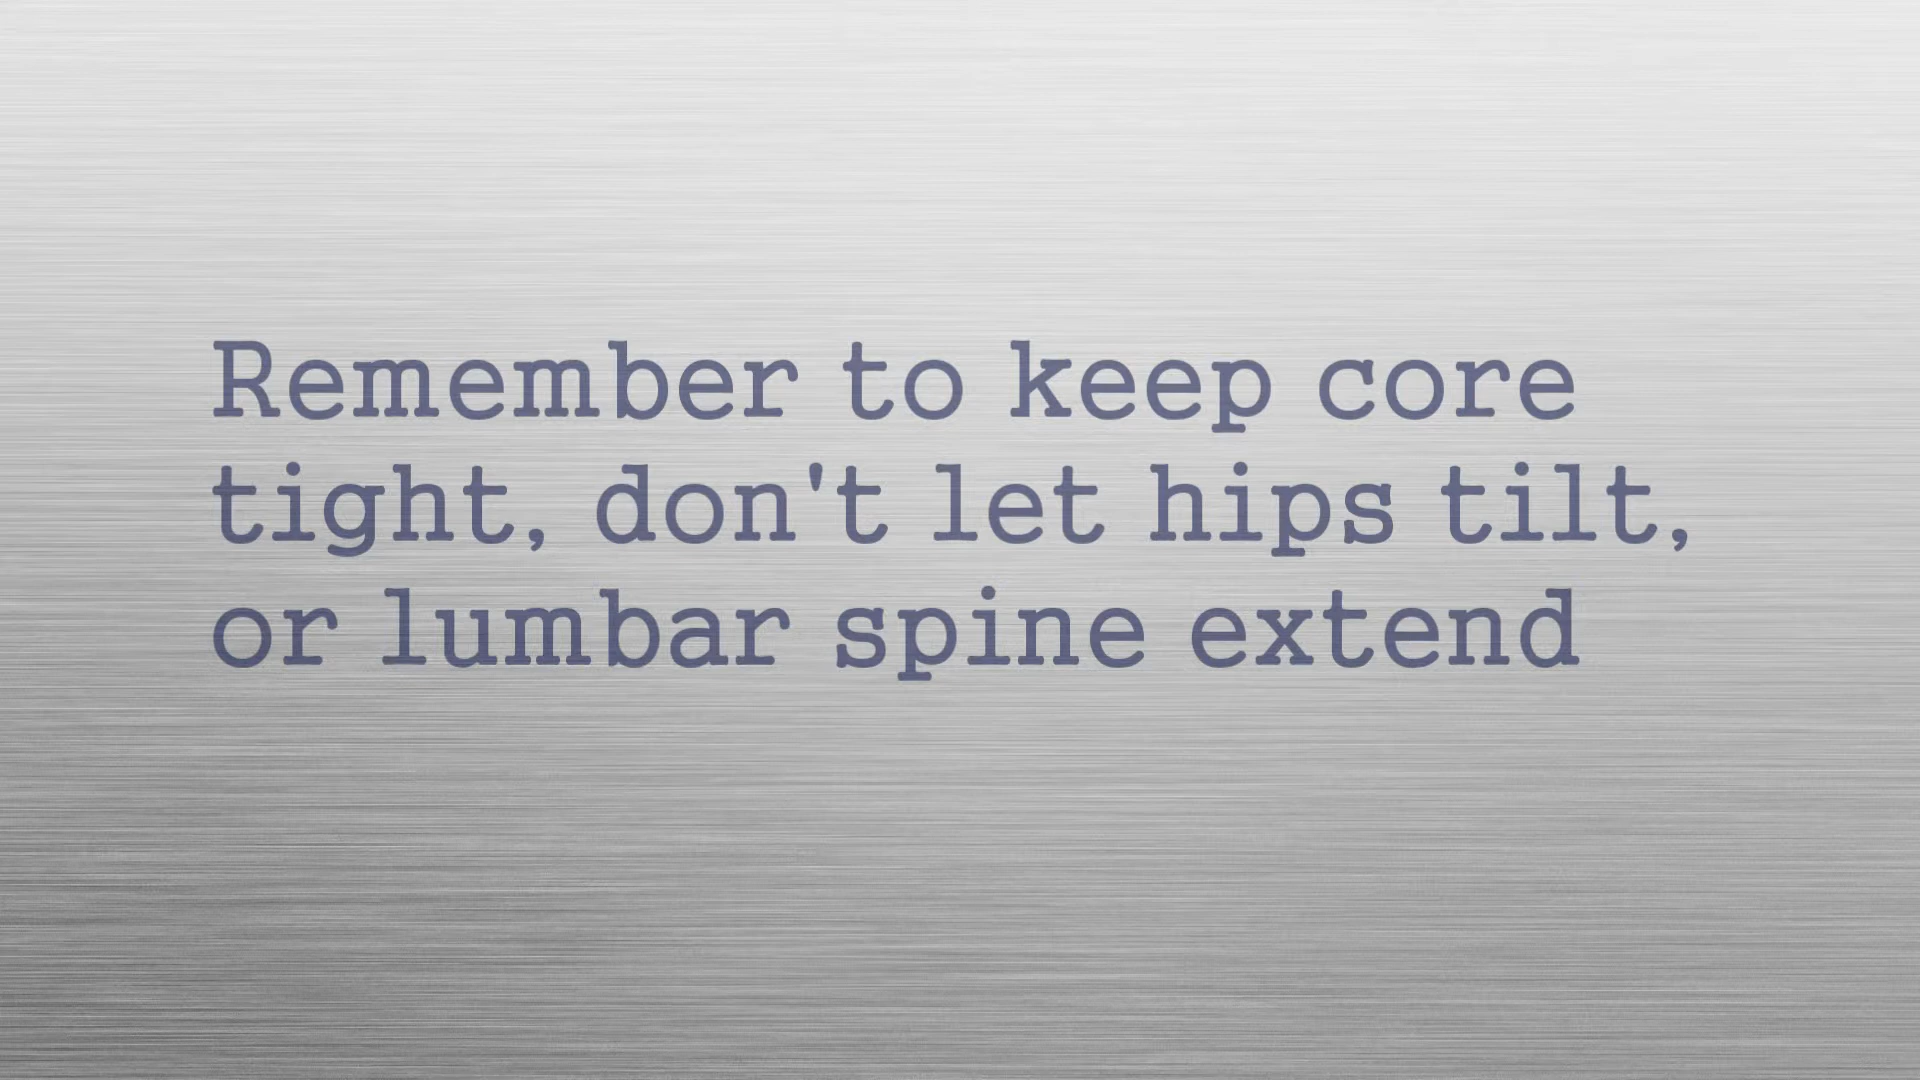 Remember to keep core
tight, don't let hips tilt,
or lumbar spine extend